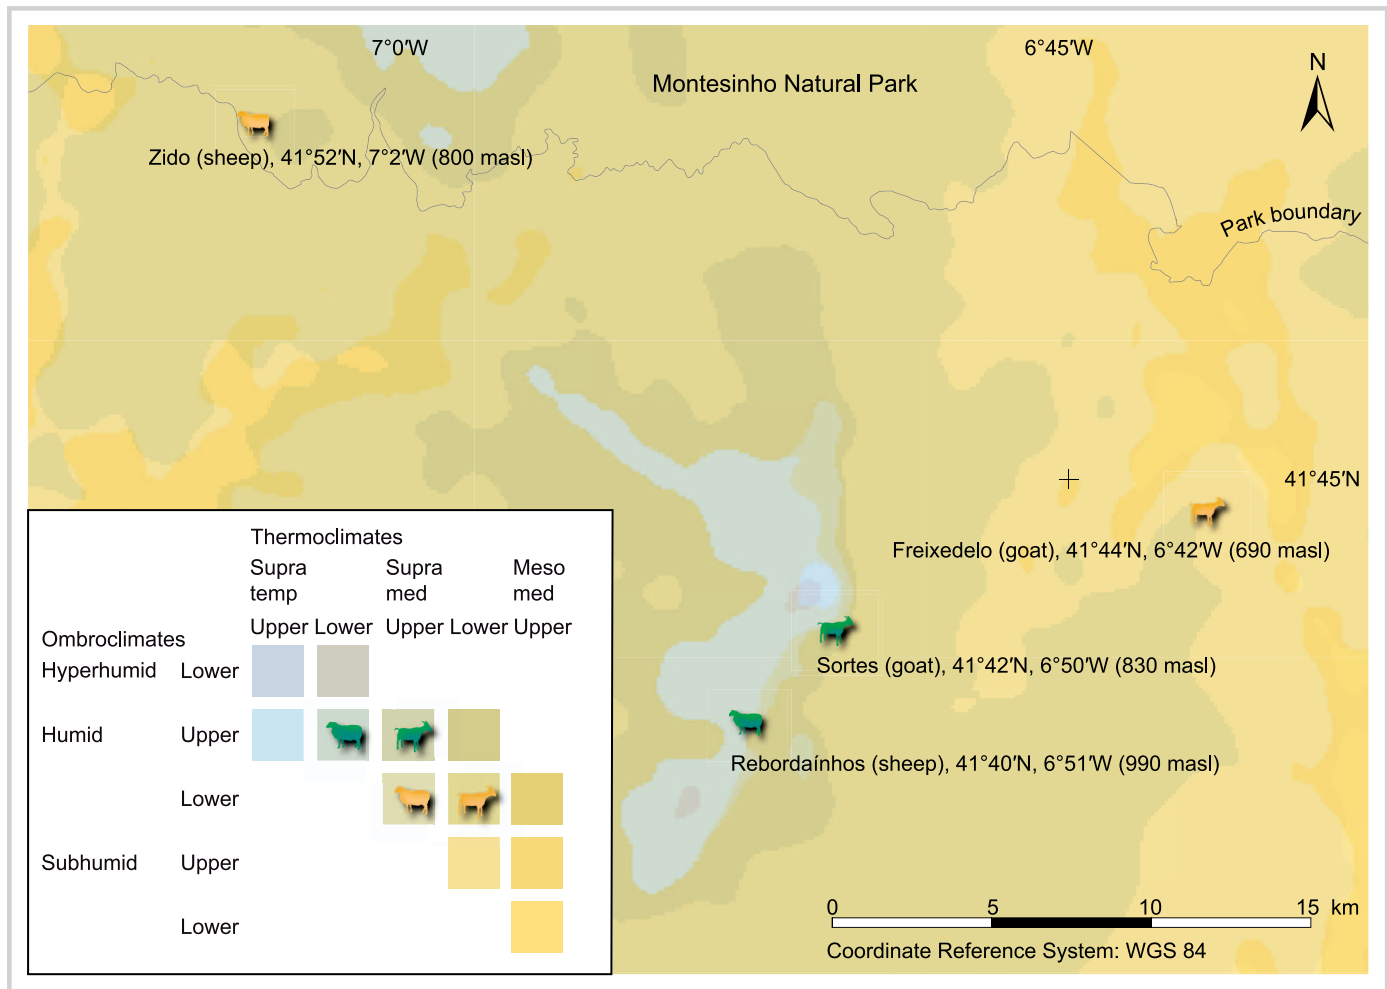 7°0′W
6°45′W
N
Montesinho Natural Park
Zido (sheep), 41°52′N, 7°2′W (800 masl)
Park boundary
41°45′N
Freixedelo (goat), 41°44′N, 6°42′W (690 masl)
Sortes (goat), 41°42′N, 6°50′W (830 masl)
Rebordaínhos (sheep), 41°40′N, 6°51′W (990 masl)
Thermoclimates
Supra temp
Supra med
Meso med
Upper Lower Upper Lower Upper
Ombroclimates
Hyperhumid Lower
Humid Upper
Lower
Subhumid Upper
Lower
0 5 10 15 km
Coordinate Reference System: WGS 84